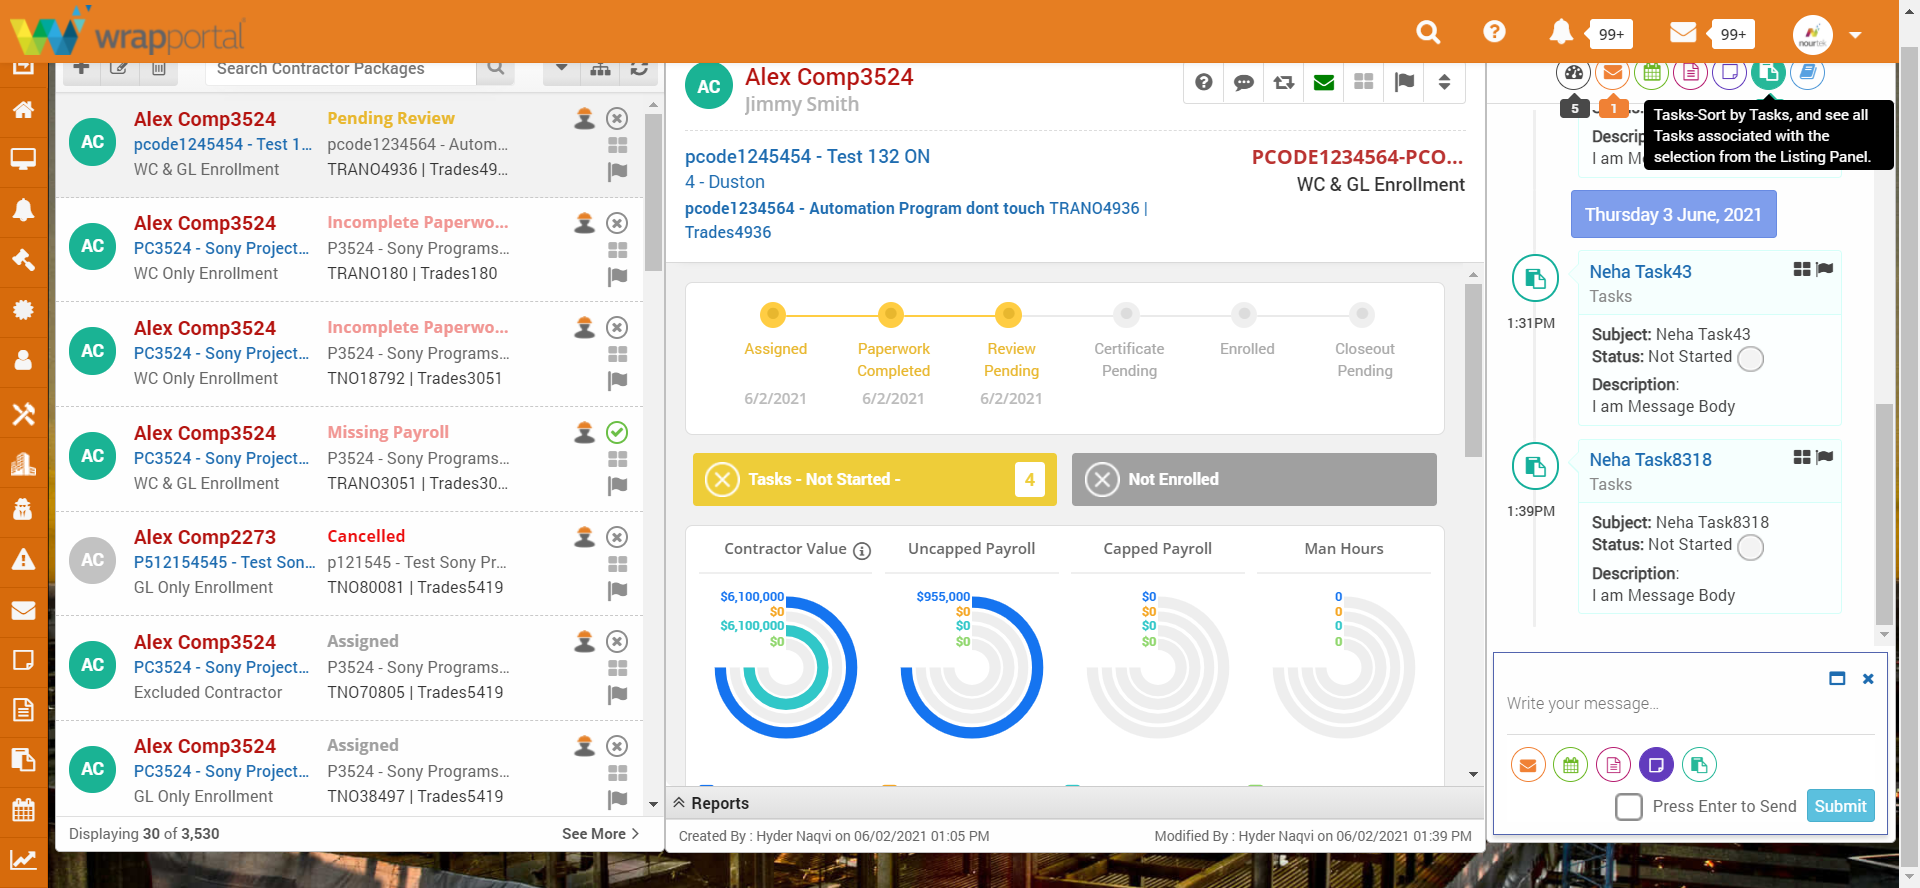 wrapportal
99+
99+
nourtek
Search Contractor Packages
AC
Alex Comp3524
Pending Review
pcode1245454 - Test 1...
pcode1234564 - Autom...
WC & GL Enrollment
TRANO4936 | Trades49...
AC
Alex Comp3524
Incomplete Paperwo...
PC3524 - Sony Project...
P3524 - Sony Programs...
WC Only Enrollment
TRANO180 | Trades180
AC
Alex Comp3524
Incomplete Paperwo...
PC3524 - Sony Project...
P3524 - Sony Programs...
WC Only Enrollment
TNO18792 | Trades3051
AC
Alex Comp3524
Missing Payroll
PC3524 - Sony Project...
P3524 - Sony Programs...
WC & GL Enrollment
TRANO3051 | Trades30...
AC
Alex Comp2273
Cancelled
P512154545 - Test Son...
p121545 - Test Sony Pr...
GL Only Enrollment
TNO80081 | Trades5419
AC
Alex Comp3524
Assigned
PC3524 - Sony Project...
P3524 - Sony Programs...
Excluded Contractor
TNO70805 | Trades5419
AC
Alex Comp3524
Assigned
PC3524 - Sony Project...
P3524 - Sony Programs...
GL Only Enrollment
TNO38497 | Trades5419
Displaying 30 of 3,530
See More
AC
Alex Comp3524
Jimmy Smith
pcode1245454 - Test 132 ON
PCODE1234564-PCO...
4 - Duston
WC & GL Enrollment
pcode1234564 - Automation Program dont touch TRANO4936 |
Trades4936
Assigned
6/2/2021
Paperwork
Completed
6/2/2021
Review
Pending
6/2/2021
Certificate
Pending
Enrolled
Closeout
Pending
Tasks - Not Started -
4
Not Enrolled
Contractor Value
$6,100,000
$0
$6,100,000
$0
Uncapped Payroll
$955,000
$0
$0
$0
Capped Payroll
$0
$0
$0
$0
Man Hours
0
0
0
0
Reports
Created By : Hyder Naqvi on 06/02/2021 01:05 PM
Modified By : Hyder Naqvi on 06/02/2021 01:39 PM
5
1
Tasks-Sort by Tasks, and see all
Tasks associated with the
selection from the Listing Panel.
Descrip
I am M
Thursday 3 June, 2021
1:31PM
Neha Task43
Tasks
Subject: Neha Task43
Status: Not Started
Description:
I am Message Body
1:39PM
Neha Task8318
Tasks
Subject: Neha Task8318
Status: Not Started
Description:
I am Message Body
Write your message...
Press Enter to Send
Submit